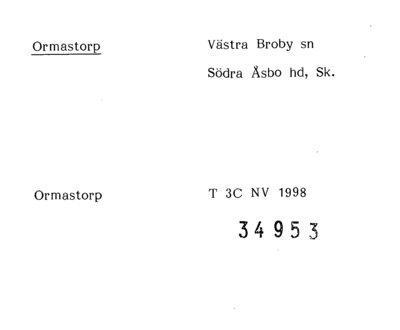 Ormastorp
Västra Broby sn
Södra Åsbo hd, Sk.
Ormastorp
T 3C NV 1998
34953